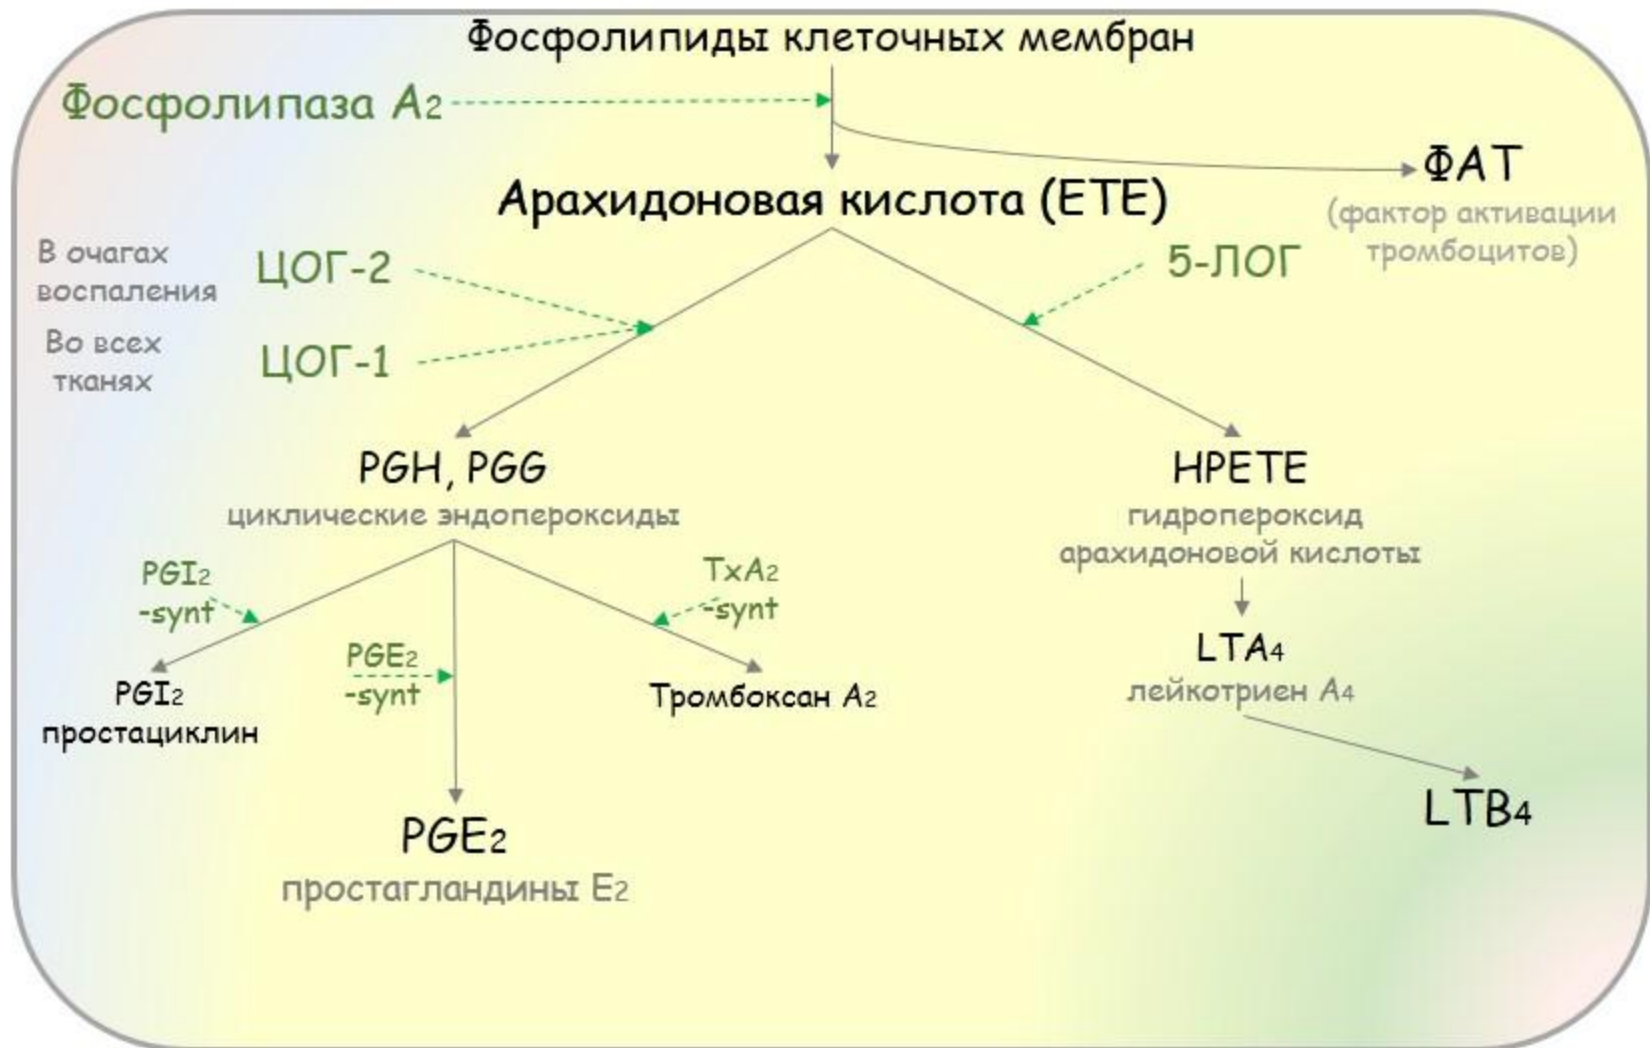 Фосфолипиды клеточных мембран
Фосфолипаза А2
ФАТ
(фактор активации
тромбоцитов)
Арахидоновая кислота (ETE)
В очагах
воспаления
ЦОГ-2
5-ЛОГ
Во всех
тканях
ЦОГ-1
PGH, PGG
циклические эндопероксиды
HPETE
гидропероксид
арахидоновой кислоты
PGI2
-synt
TxA2
-synt
PGE2
-synt
LTA4
лейкотриен А4
PGI2
простациклин
Тромбоксан А2
LTB4
PGE2
простагландины Е2